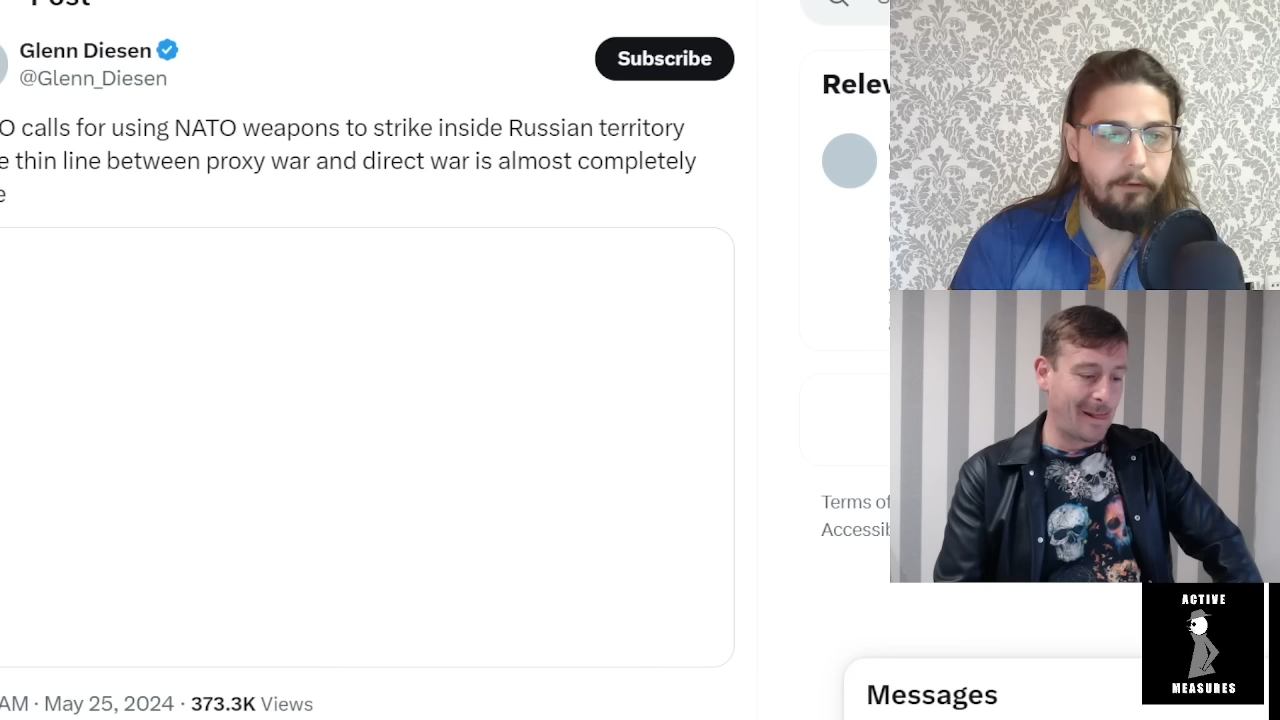 Post
Glenn Diesen
@Glenn_Diesen
Subscribe
O calls for using NATO weapons to strike inside Russian territory
e thin line between proxy war and direct war is almost completely
e
AM · May 25, 2024 · 373.3K Views
Relev
Terms of
Accessib
Messages
ACTIVE
MEASURES